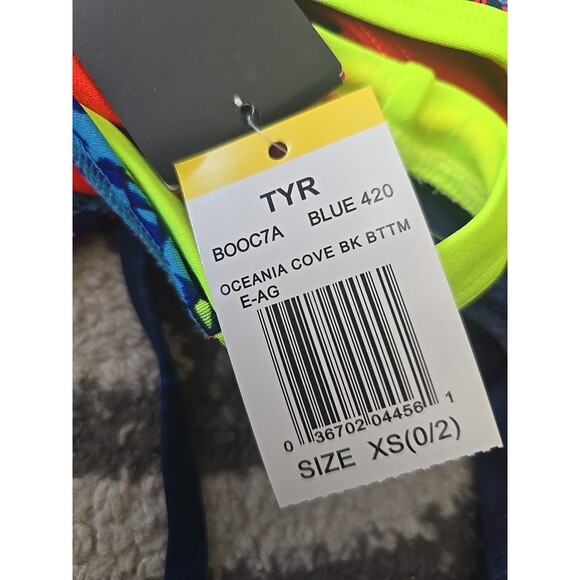 TYR
BOOC7A BLUE 420
OCEANIA COVE BK BTTM
E-AG
0 36702 04456 1
SIZE XS(0/2)